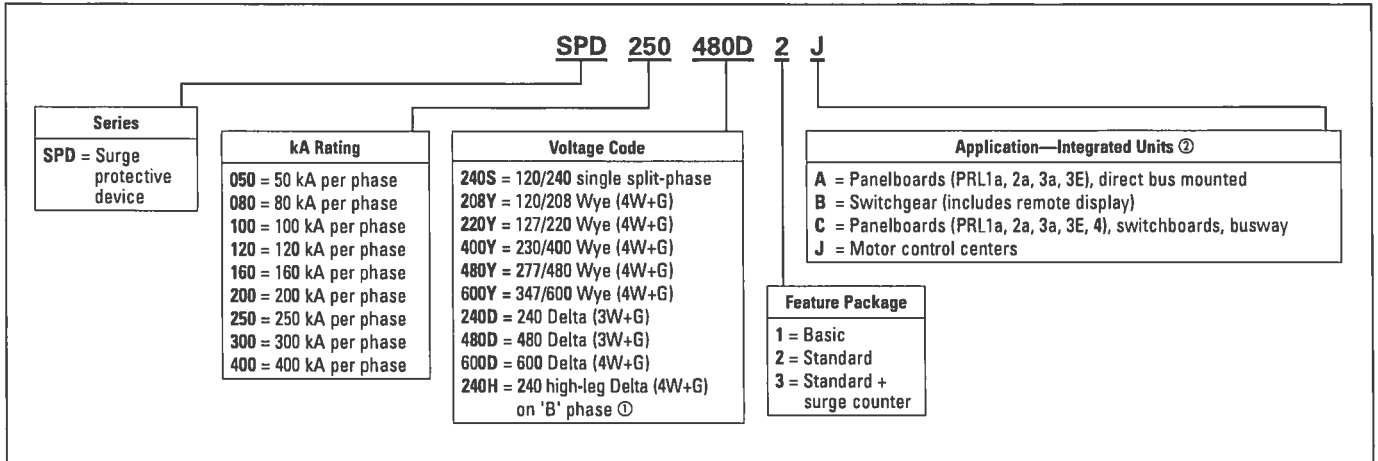 SPD 250 480D 2 J
Series
SPD = Surge
protective
device
kA Rating
050 = 50 kA per phase
080 = 80 kA per phase
100 = 100 kA per phase
120 = 120 kA per phase
160 = 160 kA per phase
200 = 200 kA per phase
250 = 250 kA per phase
300 = 300 kA per phase
400 = 400 kA per phase
Voltage Code
240S = 120/240 single split-phase
208Y = 120/208 Wye (4W+G)
220Y = 127/220 Wye (4W+G)
400Y = 230/400 Wye (4W+G)
480Y = 277/480 Wye (4W+G)
600Y = 347/600 Wye (4W+G)
240D = 240 Delta (3W+G)
480D = 480 Delta (3W+G)
600D = 600 Delta (4W+G)
240H = 240 high-leg Delta (4W+G)
on 'B' phase ①
Feature Package
1 = Basic
2 = Standard
3 = Standard +
surge counter
Application—Integrated Units ②
A = Panelboards (PRL1a, 2a, 3a, 3E), direct bus mounted
B = Switchgear (includes remote display)
C = Panelboards (PRL1a, 2a, 3a, 3E, 4), switchboards, busway
J = Motor control centers